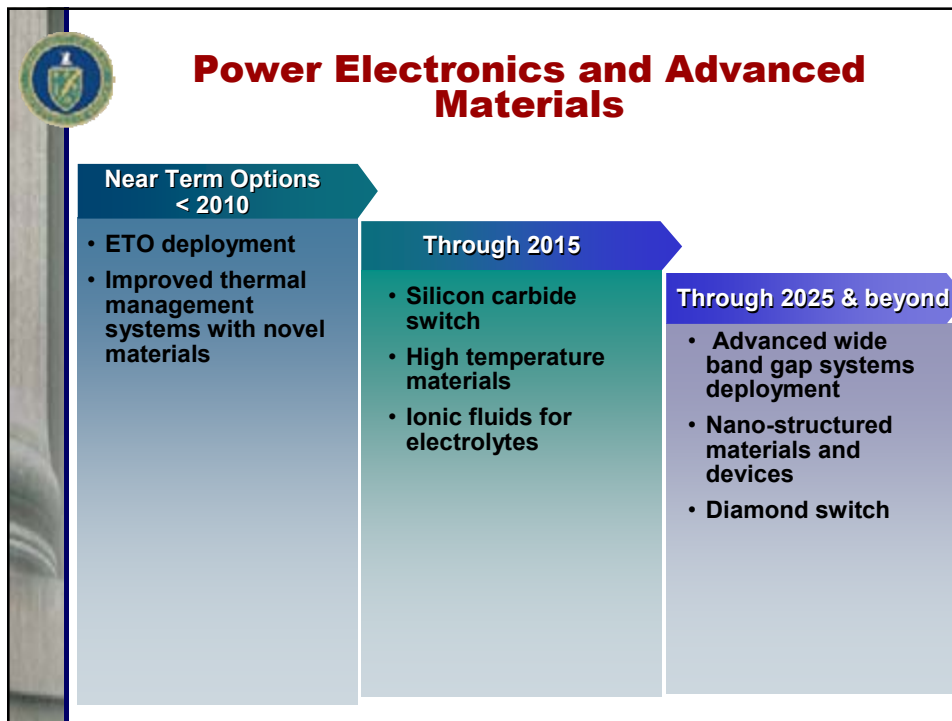 Power Electronics and Advanced
Materials
Near Term Options
< 2010
• ETO deployment
• Improved thermal
management
systems with novel
materials
Through 2015
• Silicon carbide
switch
• High temperature
materials
• Ionic fluids for
electrolytes
Through 2025 & beyond
• Advanced wide
band gap systems
deployment
• Nano-structured
materials and
devices
• Diamond switch